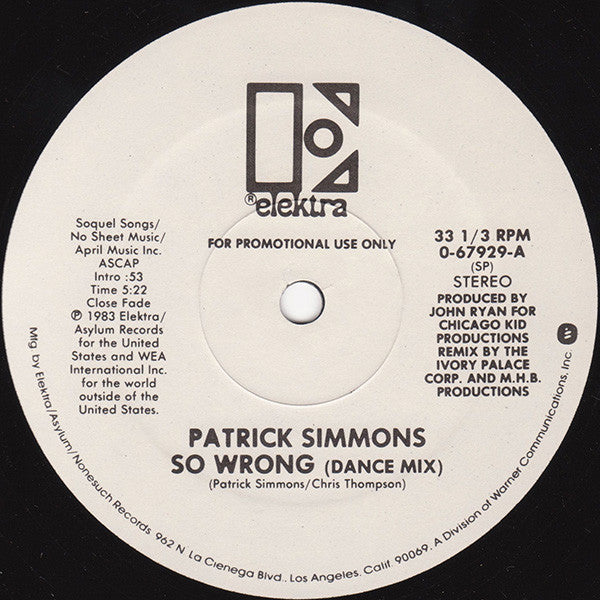 ® elektra
FOR PROMOTIONAL USE ONLY
Soquel Songs/
No Sheet Music/
April Music Inc.
ASCAP
Intro :53
Time 5:22
Close Fade
℗ 1983 Elektra/
Asylum Records
for the United
States and WEA
International Inc.
for the world
outside of the
United States.
33 1/3 RPM
0-67929-A
(SP)
STEREO
PRODUCED BY
JOHN RYAN FOR
CHICAGO KID
PRODUCTIONS
REMIX BY THE
IVORY PALACE
CORP. AND M.H.B.
PRODUCTIONS
PATRICK SIMMONS
SO WRONG (DANCE MIX)
(Patrick Simmons/Chris Thompson)
Mfg by Elektra/Asylum/Nonesuch Records 962 N. La Cienega Blvd., Los Angeles, Calif. 90069. A Division of Warner Communications, Inc.